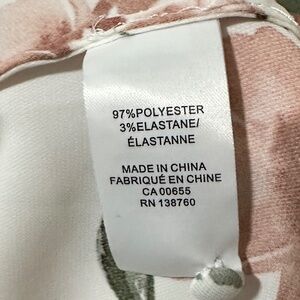 97%POLYESTER
3%ELASTANE/
ÉLASTANNE
MADE IN CHINA
FABRIQUÉ EN CHINE
CA 00655
RN 138760